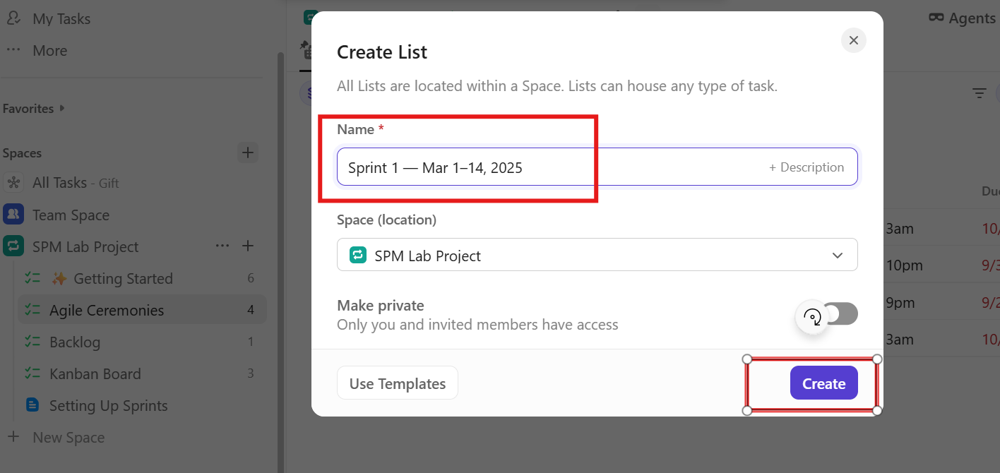 My Tasks
More
Favorites
Spaces
All Tasks - Gift
Team Space
SPM Lab Project
✨ Getting Started 6
Agile Ceremonies 4
Backlog 1
Kanban Board 3
Setting Up Sprints
New Space
Agents
Create List
All Lists are located within a Space. Lists can house any type of task.
Name *
Sprint 1 — Mar 1–14, 2025 + Description
Space (location)
SPM Lab Project
Make private
Only you and invited members have access
Use Templates Create
3am 10/
10pm 9/3
9pm 9/2
3am 10/